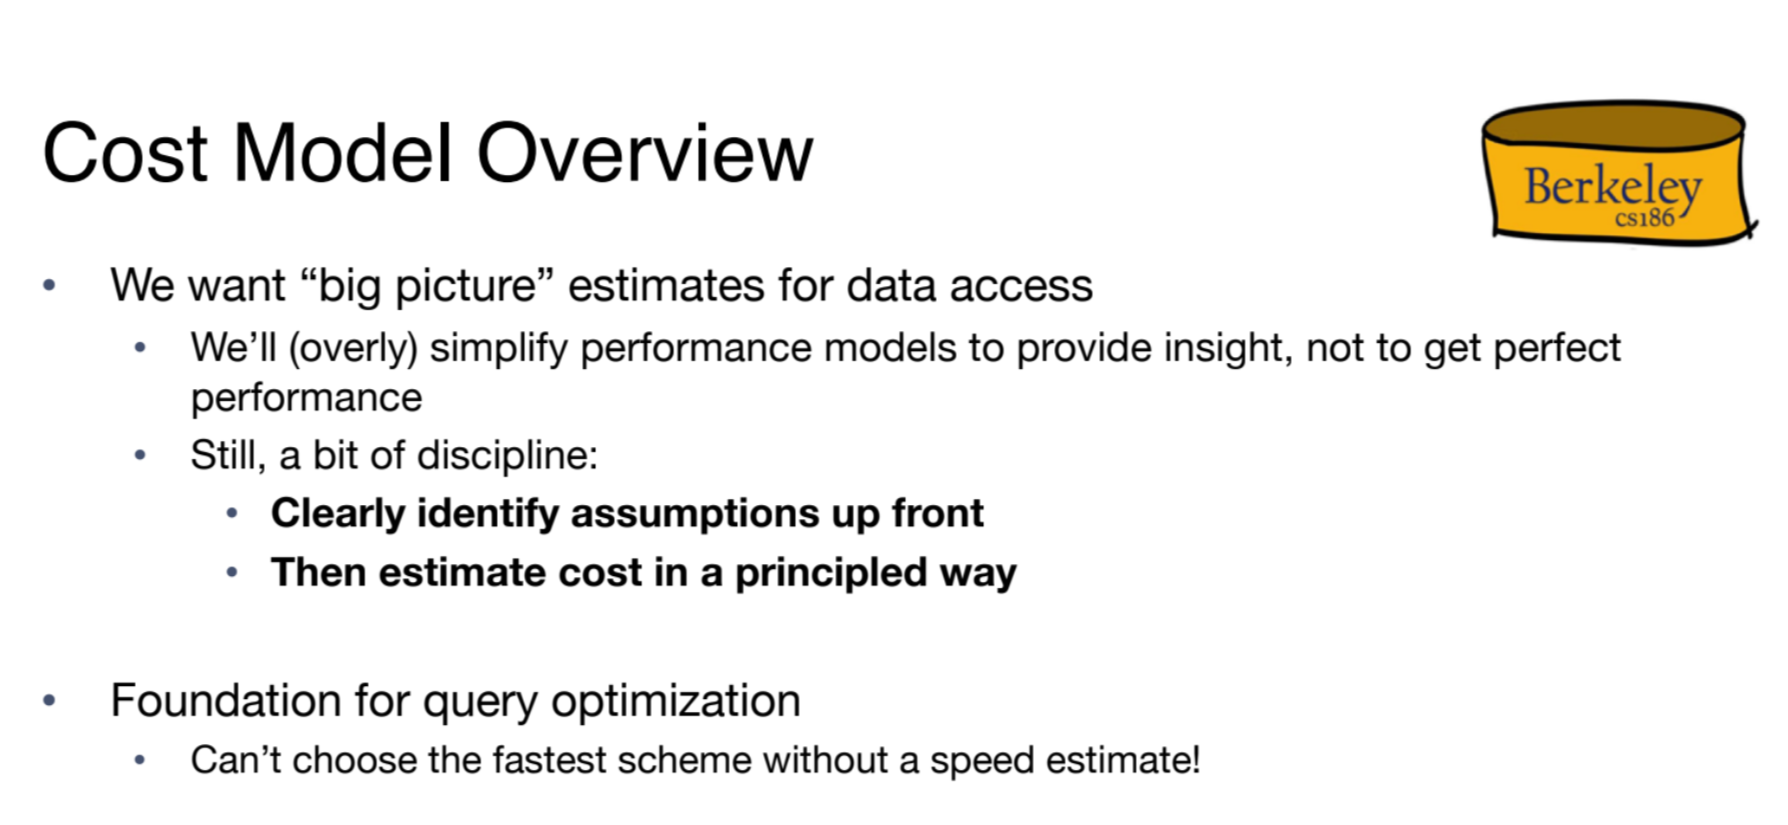 Cost Model Overview
Berkeley
cs186
• We want “big picture” estimates for data access
• We’ll (overly) simplify performance models to provide insight, not to get perfect
performance
• Still, a bit of discipline:
• Clearly identify assumptions up front
• Then estimate cost in a principled way
• Foundation for query optimization
• Can’t choose the fastest scheme without a speed estimate!